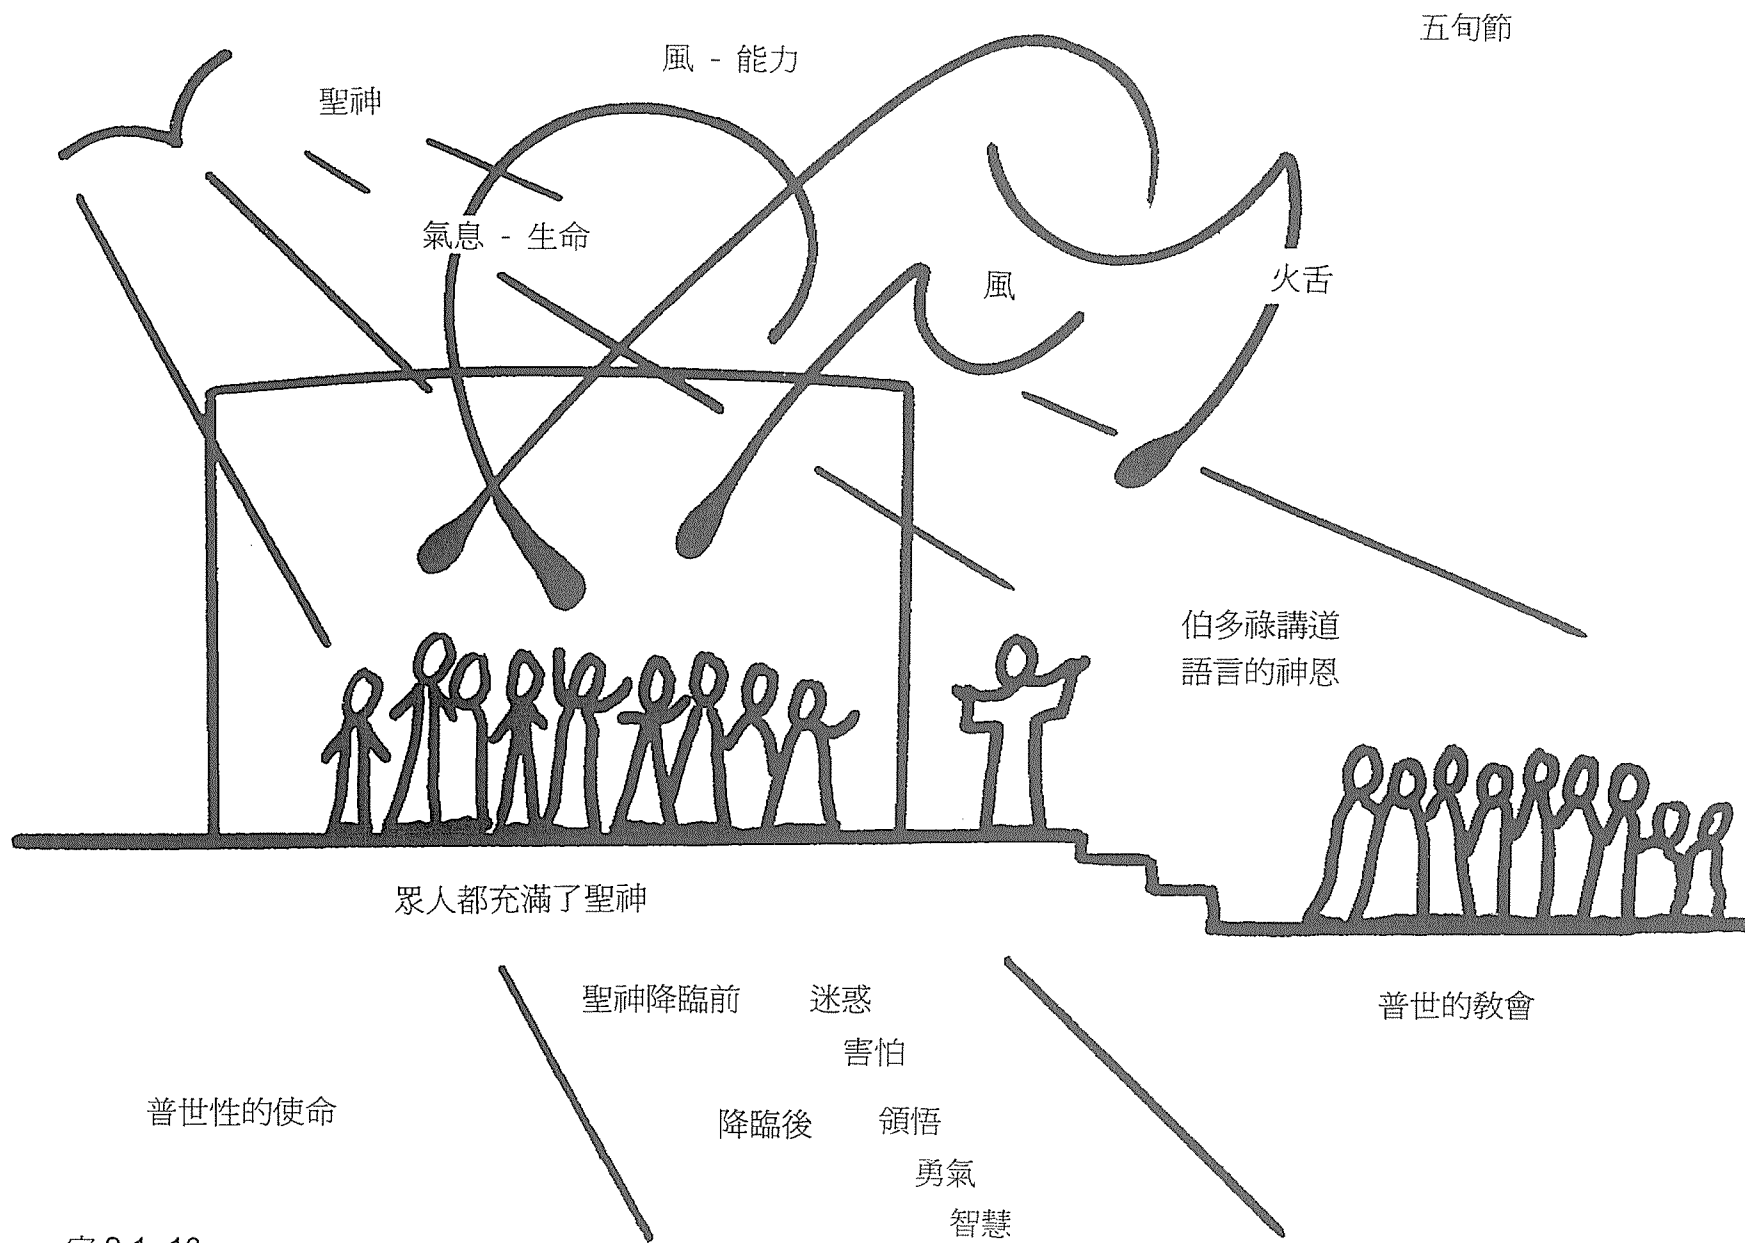 五旬節
風 - 能力
聖神
氣息 - 生命
風
火舌
伯多祿講道
語言的神恩
眾人都充滿了聖神
聖神降臨前 迷惑
害怕
普世的教會
普世性的使命
降臨後 領悟
勇氣
智慧